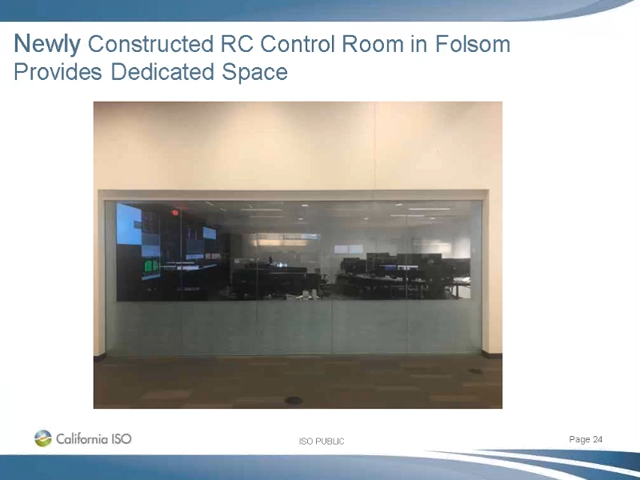 Newly Constructed RC Control Room in Folsom
Provides Dedicated Space
California ISO
ISO PUBLIC
Page 24